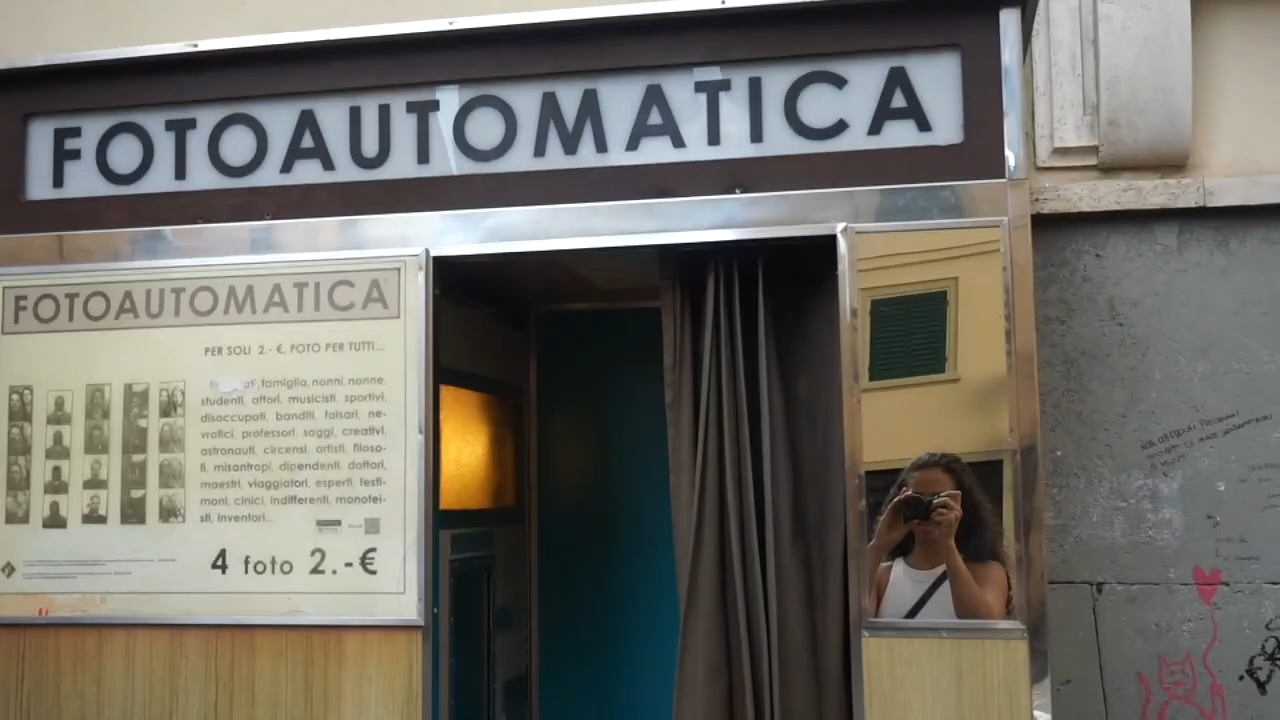 FOTOAUTOMATICA
FOTOAUTOMATICA
PER SOLI 2.- €, FOTO PER TUTTI...
famiglia, nonni, nonne,
studenti, attori, musicisti, sportivi,
disoccupati, banditi, falsari, ne-
vrotici, professori, saggi, creativi,
astronauti, circensi, artisti, filoso-
fi, misantropi, dipendenti, dottori,
maestri, viaggiatori, esperti, testi-
moni, cinici, indifferenti, monotei-
sti, inventori...
4 foto 2.-€